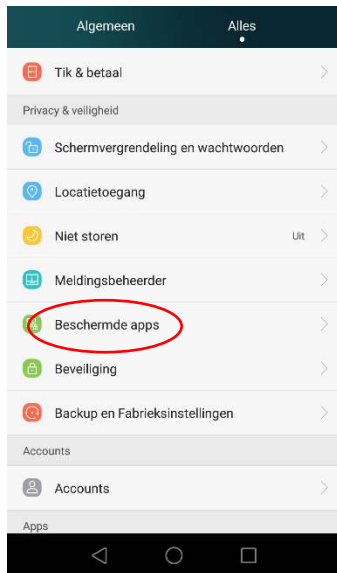 Algemeen Alles
Tik & betaal
Privacy & veiligheid
Schermvergrendeling en wachtwoorden
Locatietoegang
Niet storen Uit
Meldingsbeheerder
Beschermde apps
Beveiliging
Backup en Fabrieksinstellingen
Accounts
Accounts
Apps